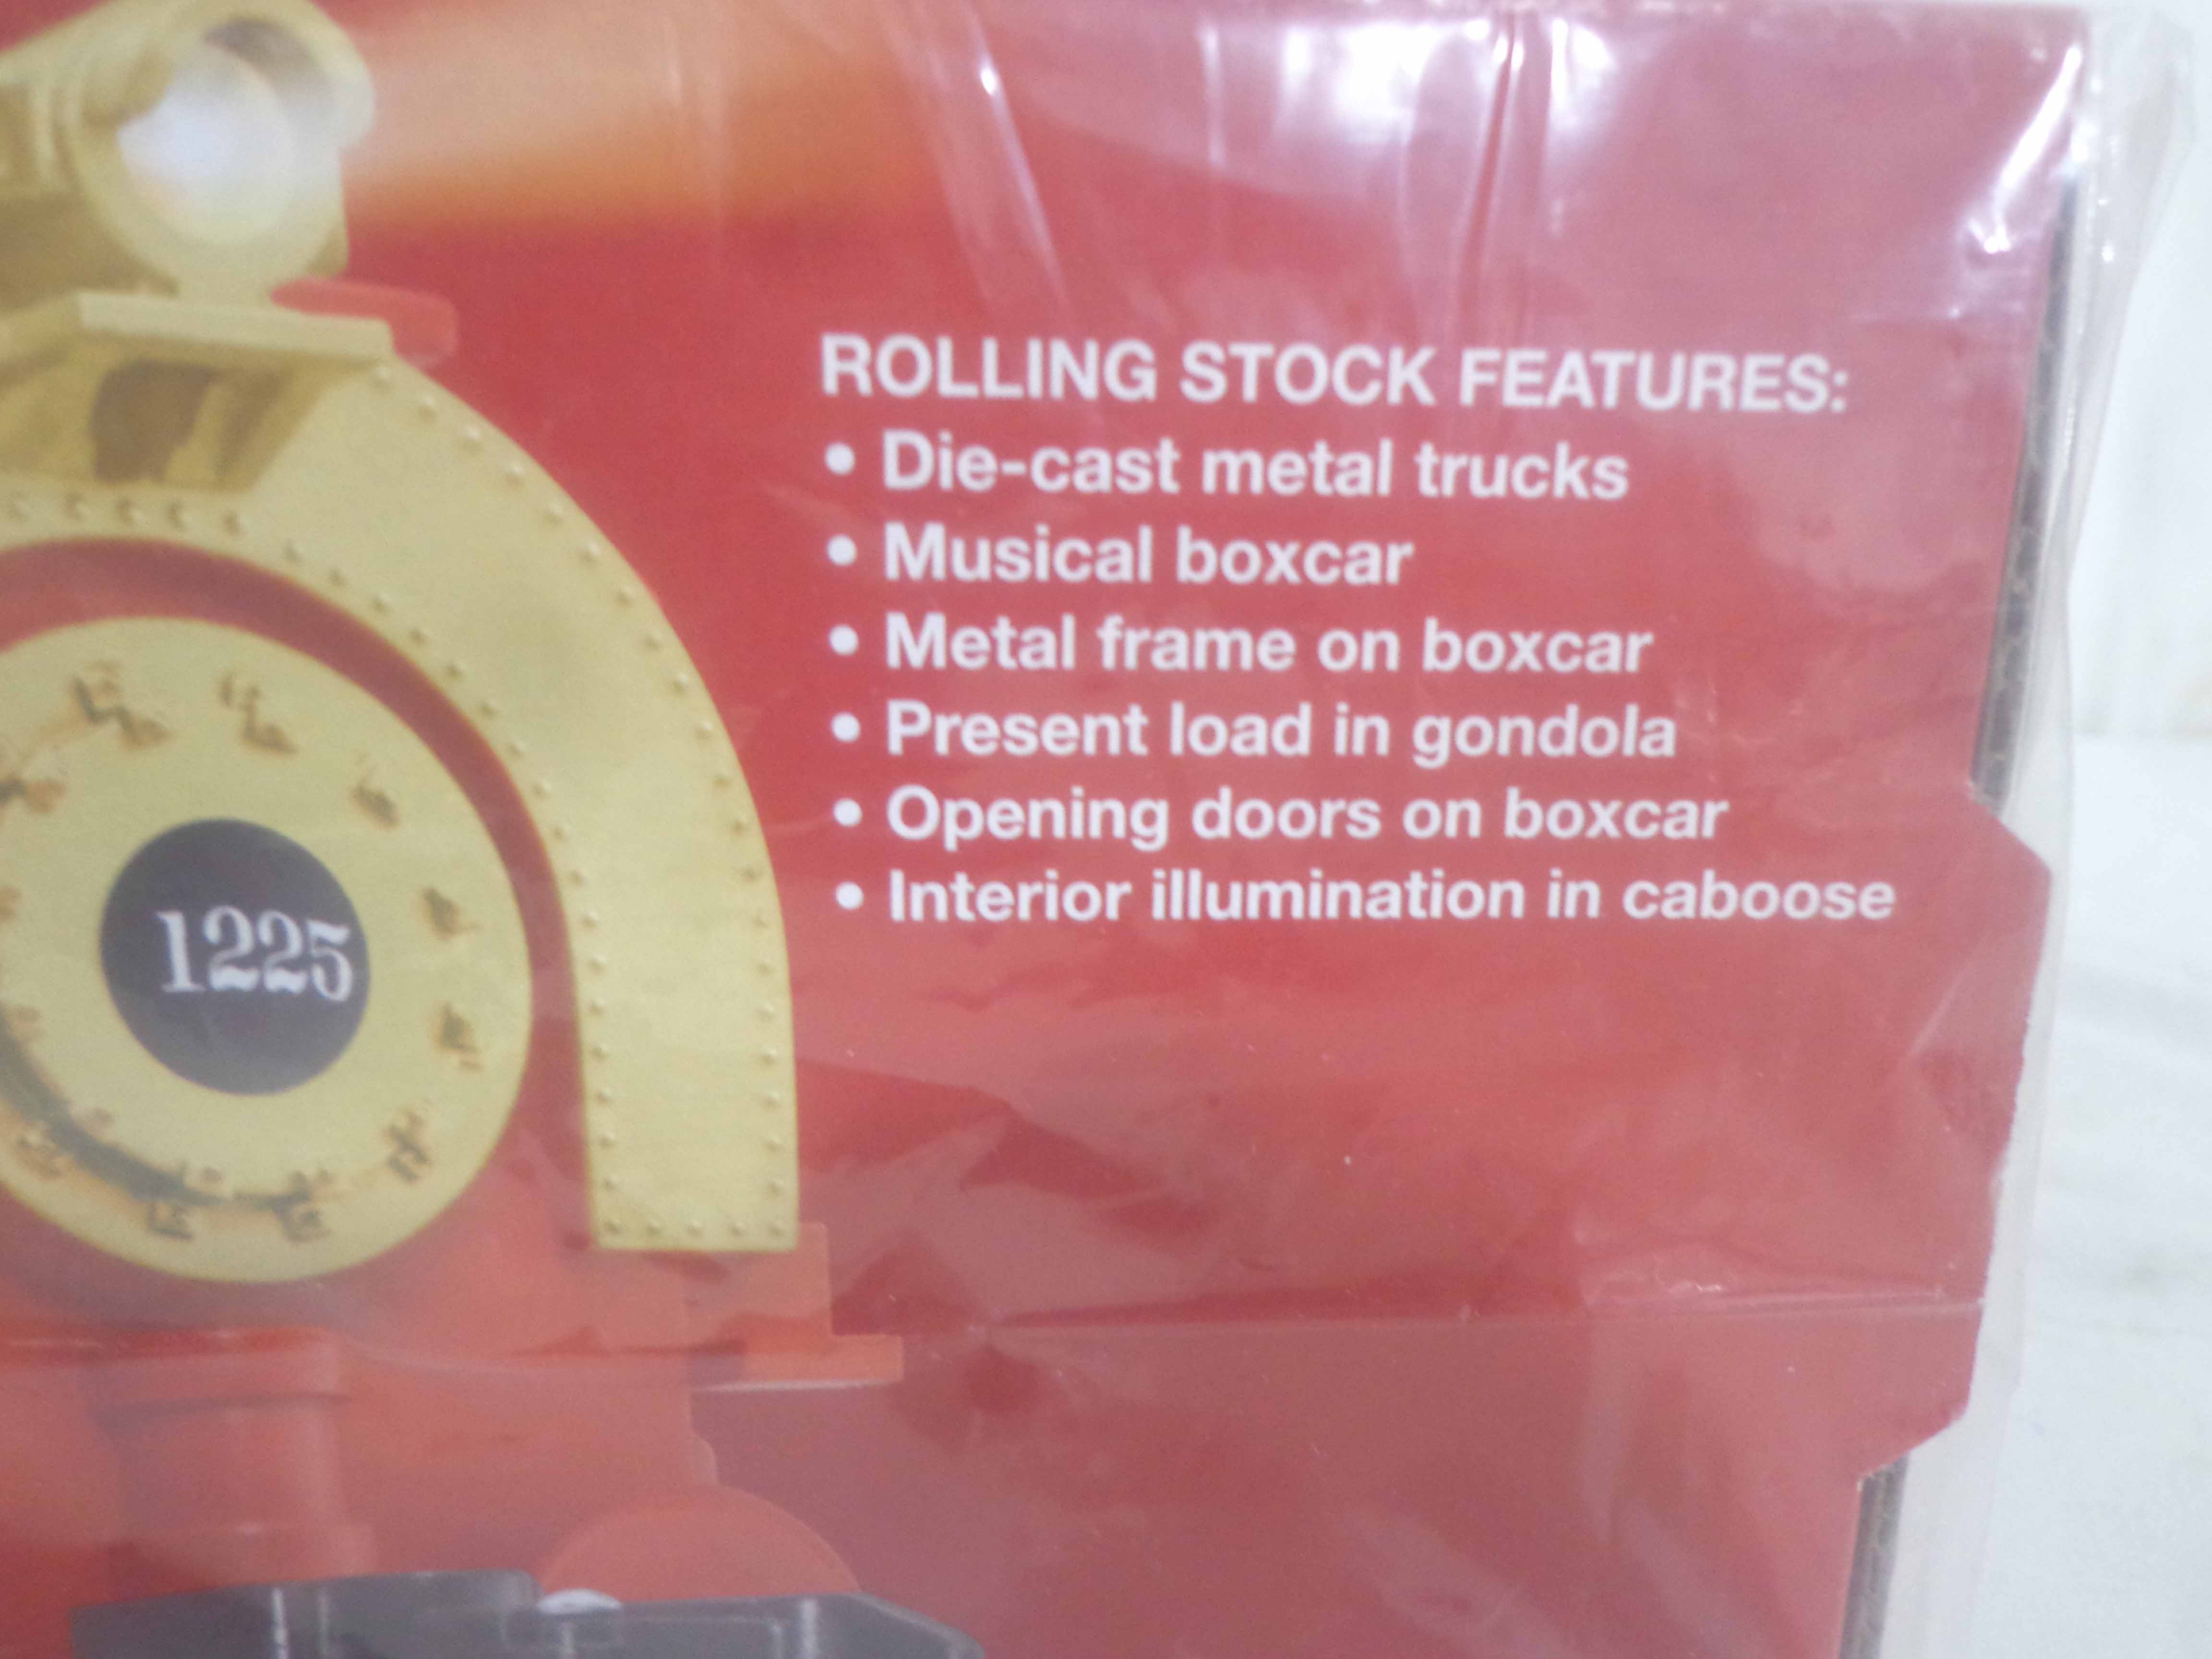 ROLLING STOCK FEATURES:
• Die-cast metal trucks
• Musical boxcar
• Metal frame on boxcar
• Present load in gondola
• Opening doors on boxcar
• Interior illumination in caboose
1225